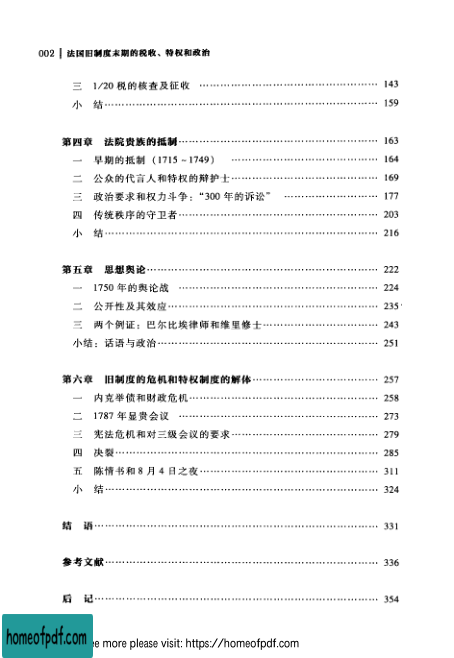 002 | 法国旧制度末期的税收、特权和政治
三 1/20 税的核查及征收 …… 143
小 结 …… 159
第四章 法院贵族的抵制 …… 163
一 早期的抵制（1715～1749） …… 164
二 公众的代言人和特权的辩护士 …… 169
三 政治要求和权力斗争：“300 年的诉讼” …… 177
四 传统秩序的守卫者 …… 203
小 结 …… 216
第五章 思想舆论 …… 222
一 1750 年的舆论战 …… 224
二 公开性及其效应 …… 235
三 两个例证：巴尔比埃律师和维里修士 …… 243
小结：话语与政治 …… 251
第六章 旧制度的危机和特权制度的解体 …… 257
一 内克举债和财政危机 …… 258
二 1787 年显贵会议 …… 273
三 宪法危机和对三级会议的要求 …… 279
四 决裂 …… 285
五 陈情书和 8 月 4 日之夜 …… 311
小 结 …… 324
结 语 …… 331
参考文献 …… 336
后 记 …… 354
homeofpdf.com
e more please visit: https://homeofpdf.com